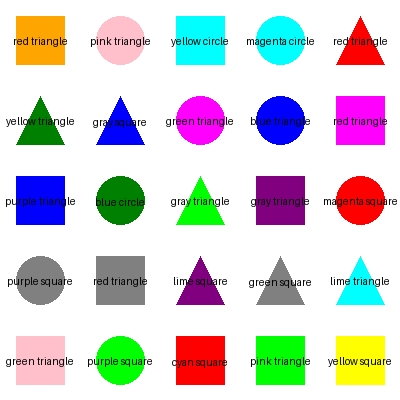 red triangle pink triangle yellow circle magenta circle red triangle
yellow triangle gray square green triangle blue triangle red triangle
purple triangle blue circle gray triangle gray triangle magenta square
purple square red triangle lime square green square lime triangle
green triangle purple square cyan square pink triangle yellow square